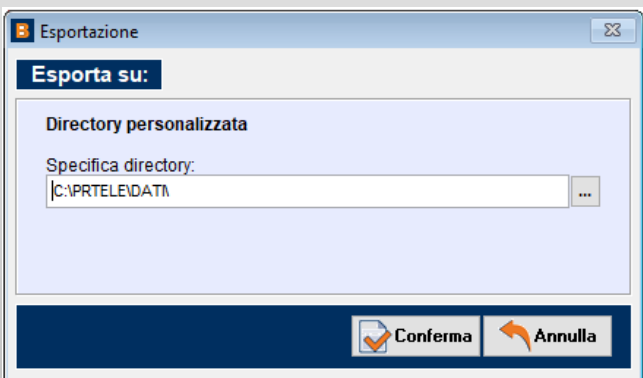 B Esportazione
Esporta su:
Directory personalizzata
Specifica directory:
C:\PRTELE\DATI\
...
Conferma Annulla